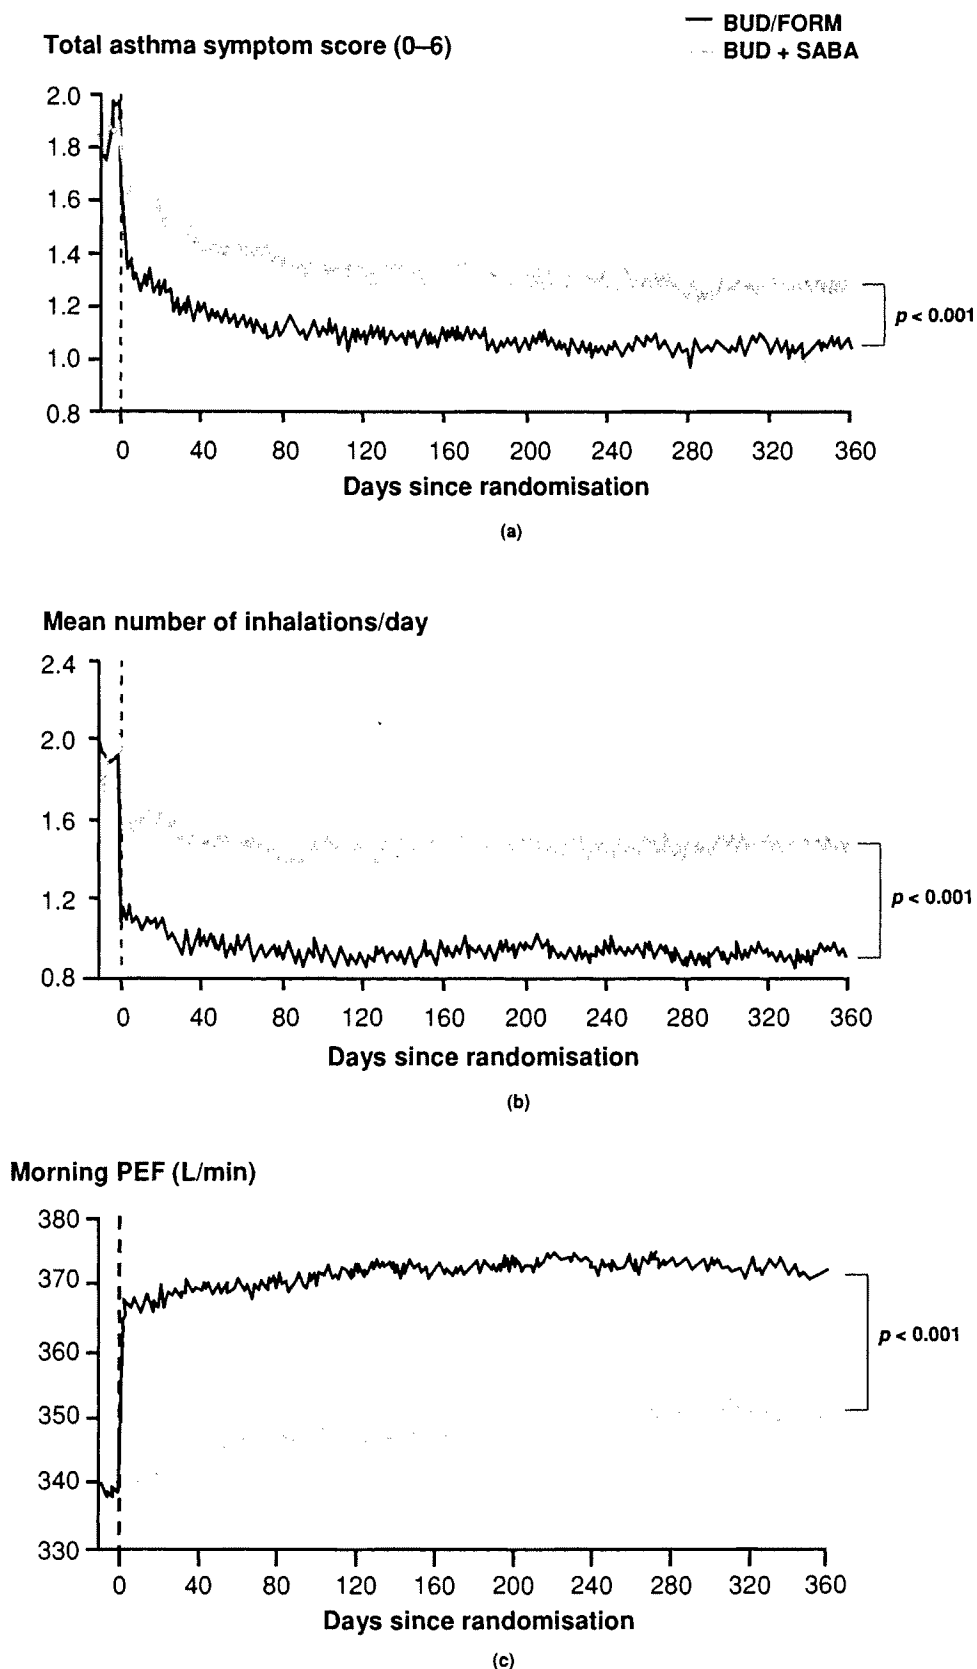 BUD/FORM
Total asthma symptom score (0–6)
BUD + SABA
2.0
1.8
1.6
1.4
1.2
1.0
0.8
p < 0.001
0 40 80 120 160 200 240 280 320 360
Days since randomisation
(a)
Mean number of inhalations/day
2.4
2.0
1.6
1.2
0.8
p < 0.001
0 40 80 120 160 200 240 280 320 360
Days since randomisation
(b)
Morning PEF (L/min)
380
370
360
350
340
330
p < 0.001
0 40 80 120 160 200 240 280 320 360
Days since randomisation
(c)